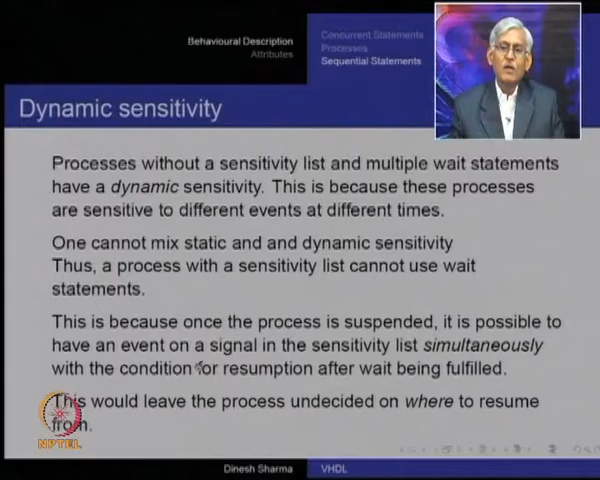 Behavioural Description
Attributes
Concurrent Statements
Processes
Sequential Statements
Dynamic sensitivity
Processes without a sensitivity list and multiple wait statements
have a dynamic sensitivity. This is because these processes
are sensitive to different events at different times.
One cannot mix static and and dynamic sensitivity
Thus, a process with a sensitivity list cannot use wait
statements.
This is because once the process is suspended, it is possible to
have an event on a signal in the sensitivity list simultaneously
with the condition for resumption after wait being fulfilled.
This would leave the process undecided on where to resume
from.
NPTEL
Dinesh Sharma
VHDL